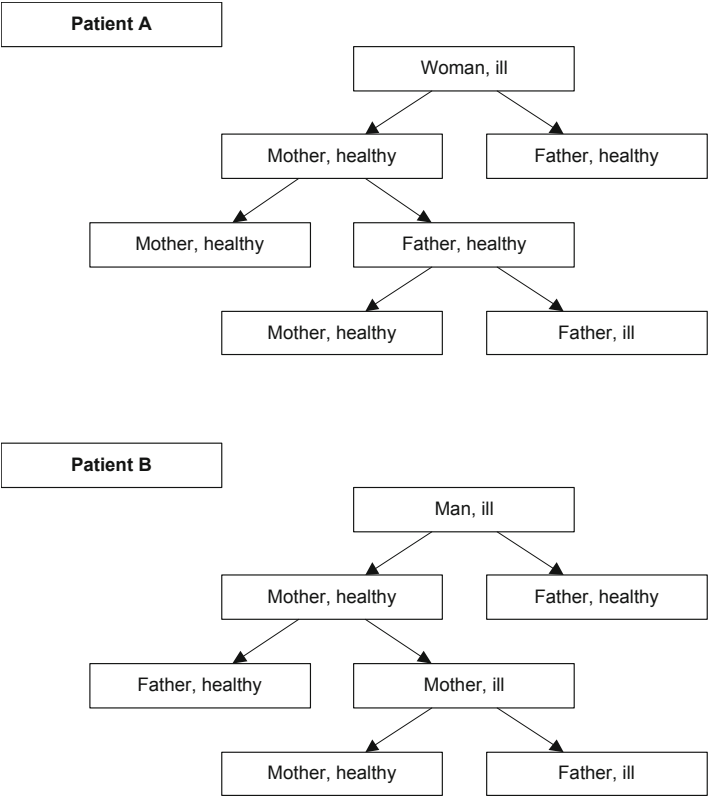 Patient A
Woman, ill
Mother, healthy
Father, healthy
Mother, healthy
Father, healthy
Mother, healthy
Father, ill
Patient B
Man, ill
Mother, healthy
Father, healthy
Father, healthy
Mother, ill
Mother, healthy
Father, ill